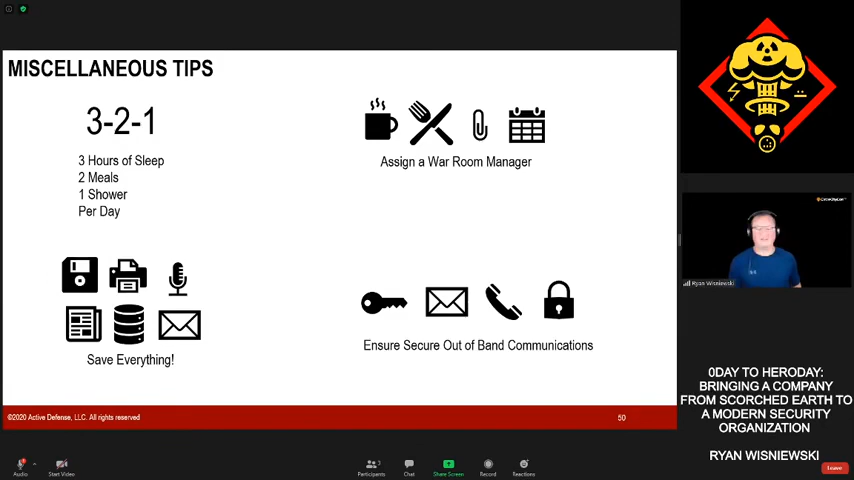 MISCELLANEOUS TIPS
3-2-1
3 Hours of Sleep
2 Meals
1 Shower
Per Day
Assign a War Room Manager
Save Everything!
Ensure Secure Out of Band Communications
©2020 Active Defense, LLC. All rights reserved
50
Ryan Wisniewski
0DAY TO HERODAY:
BRINGING A COMPANY
FROM SCORCHED EARTH TO
A MODERN SECURITY
ORGANIZATION
RYAN WISNIEWSKI
Audio
Start Video
Participants
Chat
Share Screen
Record
Reactions
Leave